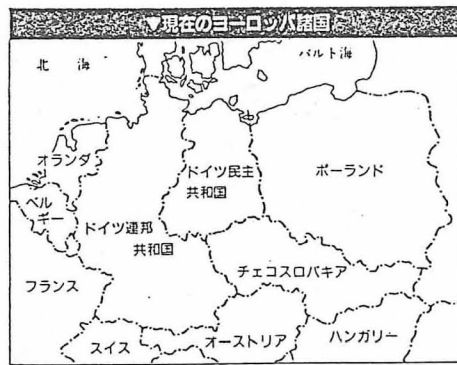 ▼現在のヨーロッパ諸国
北 海
バルト海
オランダ
ベル
ギー
ドイツ民主
共和国
ポーランド
ドイツ連邦
共和国
チェコスロバキア
フランス
スイス
オーストリア
ハンガリー